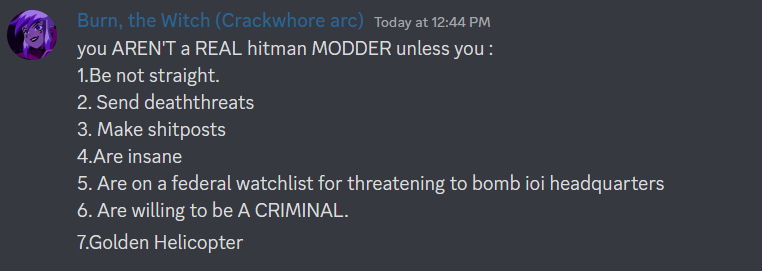 Burn, the Witch (Crackwhore arc) Today at 12:44 PM
you AREN'T a REAL hitman MODDER unless you :
1.Be not straight.
2. Send deaththreats
3. Make shitposts
4.Are insane
5. Are on a federal watchlist for threatening to bomb ioi headquarters
6. Are willing to be A CRIMINAL.
7.Golden Helicopter